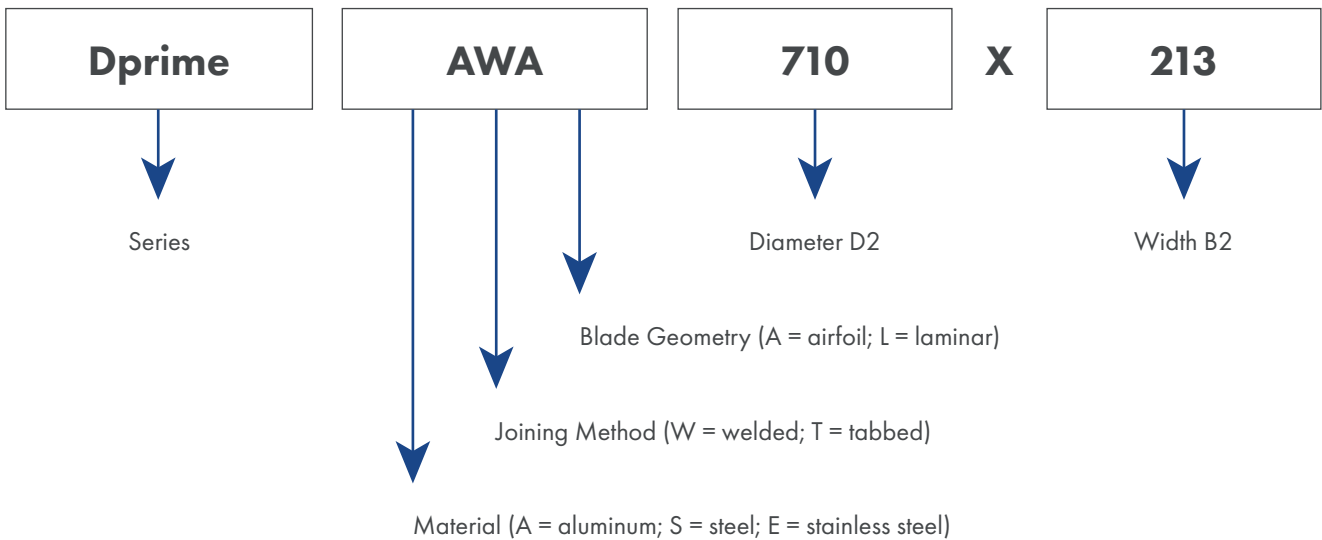 Dprime AWA 710 X 213
Series Diameter D2 Width B2
Blade Geometry (A = airfoil; L = laminar)
Joining Method (W = welded; T = tabbed)
Material (A = aluminum; S = steel; E = stainless steel)